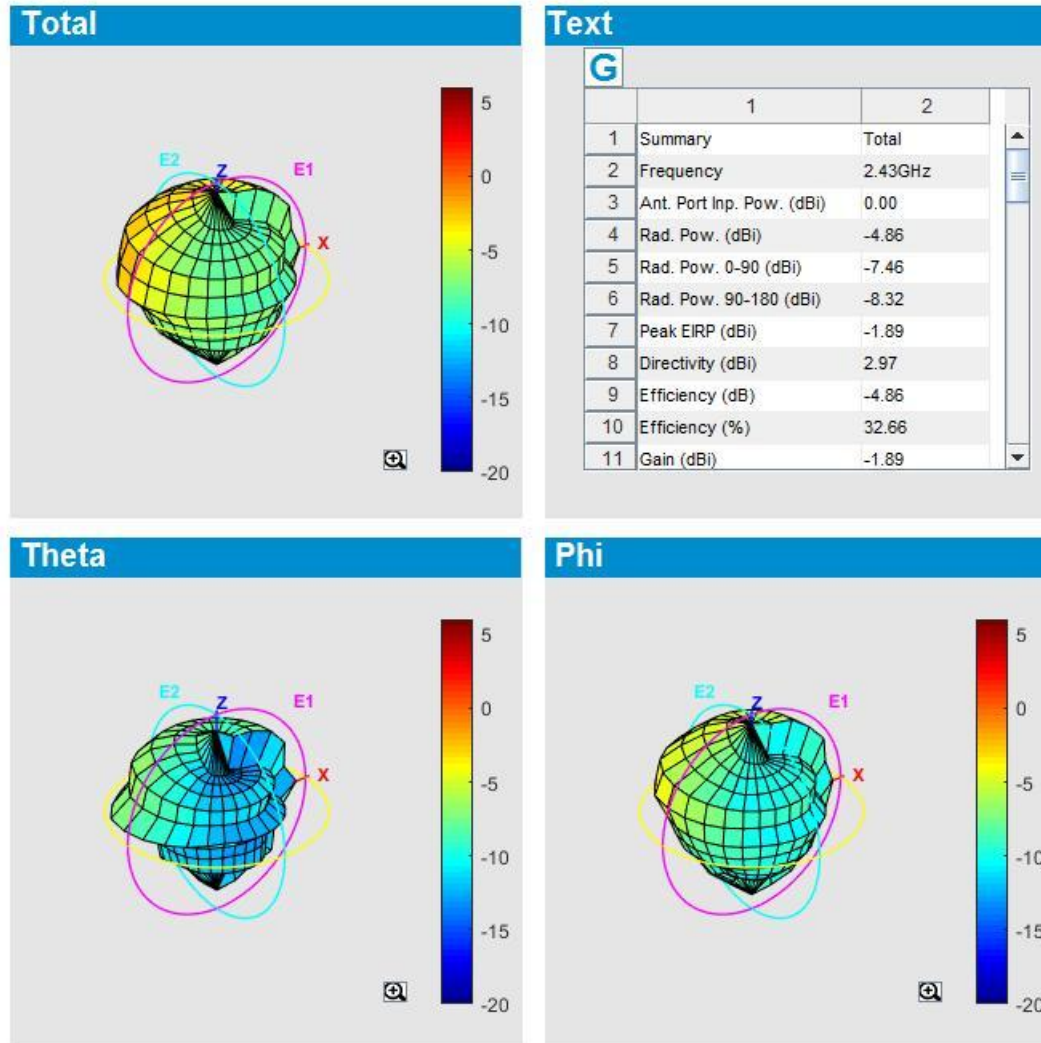 Total
E2
Z
E1
X
5
0
-5
-10
-15
-20
Text
G
1 2
1 Summary Total
2 Frequency 2.43GHz
3 Ant. Port Inp. Pow. (dBi) 0.00
4 Rad. Pow. (dBi) -4.86
5 Rad. Pow. 0-90 (dBi) -7.46
6 Rad. Pow. 90-180 (dBi) -8.32
7 Peak EIRP (dBi) -1.89
8 Directivity (dBi) 2.97
9 Efficiency (dB) -4.86
10 Efficiency (%) 32.66
11 Gain (dBi) -1.89
Theta
E2
Z
E1
X
5
0
-5
-10
-15
-20
Phi
E2
Z
E1
X
5
0
-5
-10
-15
-20